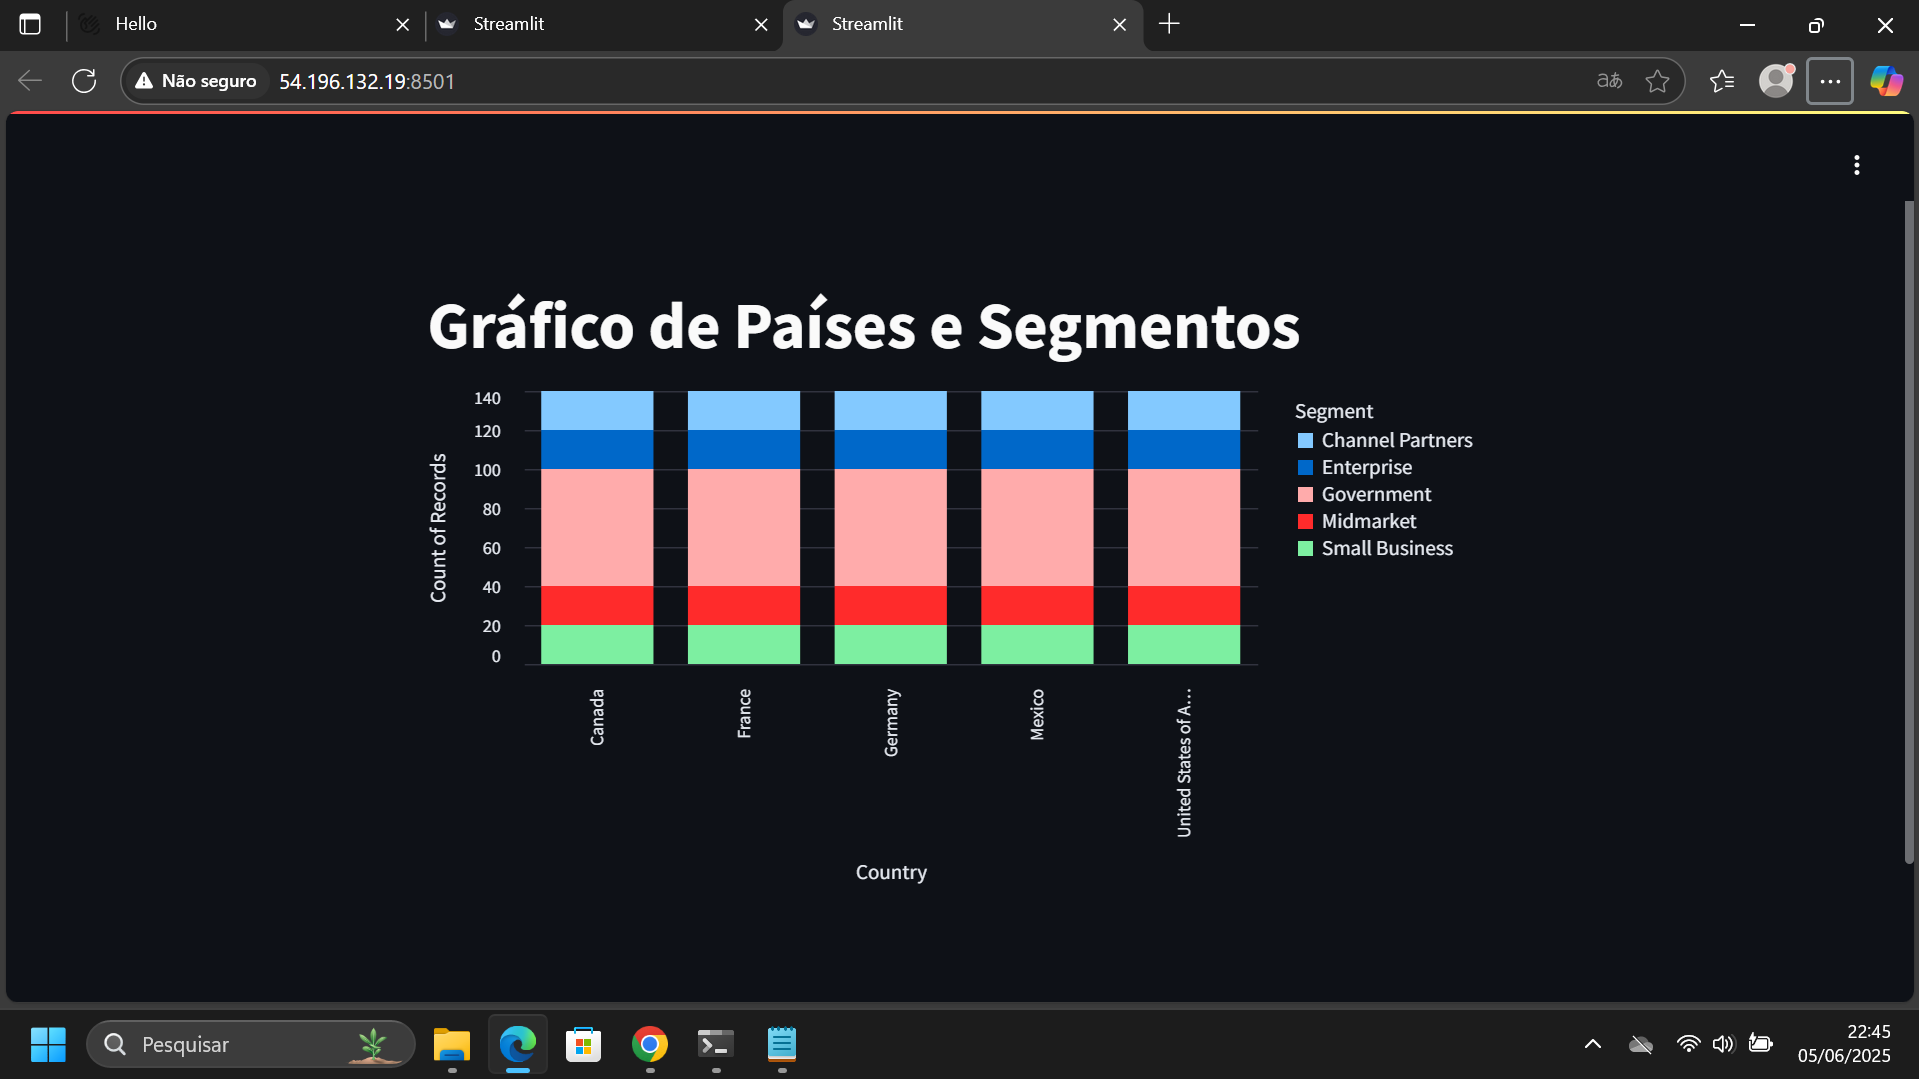 Hello
Streamlit
Streamlit
Não seguro
54.196.132.19:8501
aあ
Gráfico de Países e Segmentos
140
120
100
80
60
40
20
0
Count of Records
Canada
France
Germany
Mexico
United States of A...
Country
Segment
Channel Partners
Enterprise
Government
Midmarket
Small Business
Pesquisar
22:45
05/06/2025